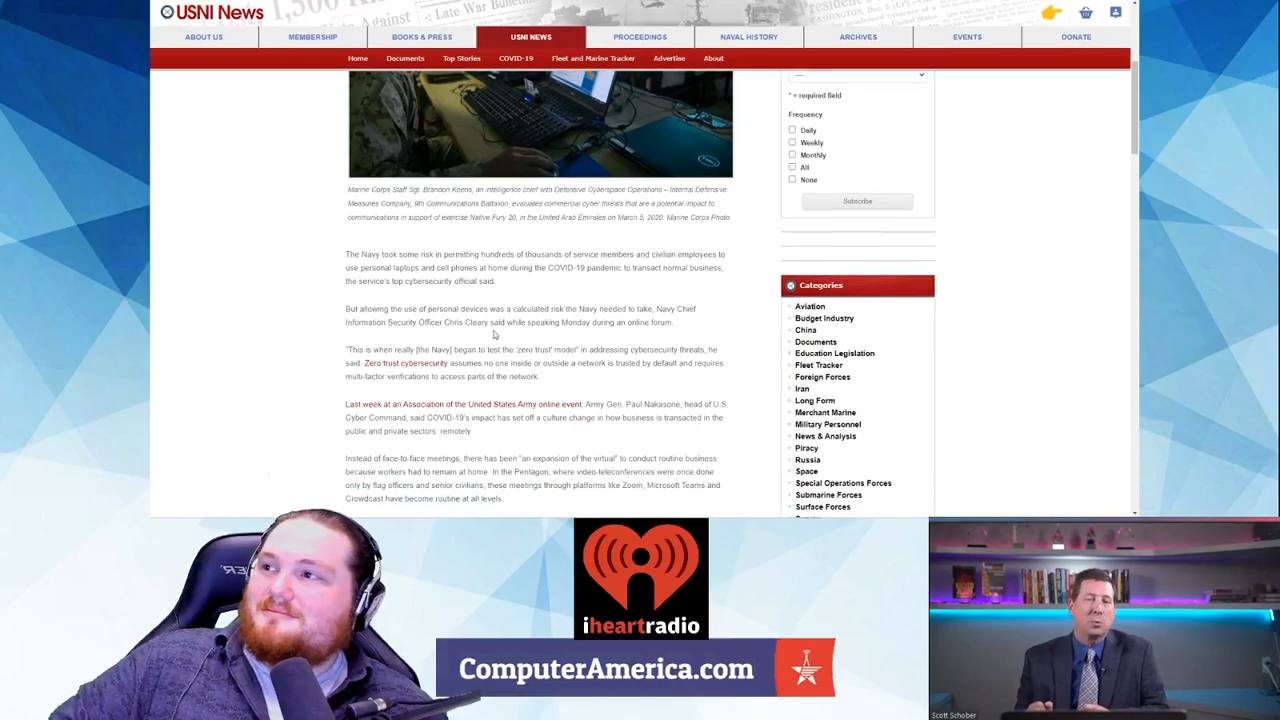 1,300 K
Late War Bulletins
President
Against
USNI News
ABOUT US
MEMBERSHIP
BOOKS & PRESS
USNI NEWS
PROCEEDINGS
NAVAL HISTORY
ARCHIVES
EVENTS
DONATE
Home
Documents
Top Stories
COVID-19
Fleet and Marine Tracker
Advertise
About
DELL
Marine Corps Staff Sgt. Brandon Keens, an intelligence chief with Defensive Cyberspace Operations – Internal Defensive
Measures Company, 9th Communications Battalion, evaluates commercial cyber threats that are a potential impact to
communications in support of exercise Native Fury 20, in the United Arab Emirates on March 5, 2020. Marine Corps Photo
The Navy took some risk in permitting hundreds of thousands of service members and civilian employees to
use personal laptops and cell phones at home during the COVID-19 pandemic to transact normal business,
the service's top cybersecurity official said.
But allowing the use of personal devices was a calculated risk the Navy needed to take, Navy Chief
Information Security Officer Chris Cleary said while speaking Monday during an online forum.
"This is when really [the Navy] began to test the 'zero trust' model" in addressing cybersecurity threats, he
said. Zero trust cybersecurity assumes no one inside or outside a network is trusted by default and requires
multi-factor verifications to access parts of the network.
Last week at an Association of the United States Army online event, Army Gen. Paul Nakasone, head of U.S.
Cyber Command, said COVID-19's impact has set off a culture change in how business is transacted in the
public and private sectors: remotely.
Instead of face-to-face meetings, there has been "an expansion of the virtual" to conduct routine business
because workers had to remain at home. In the Pentagon, where video-teleconferences were once done
only by flag officers and senior civilians, these meetings through platforms like Zoom, Microsoft Teams and
Crowdcast have become routine at all levels.
* = required field
Frequency
Daily
Weekly
Monthly
All
None
Subscribe
Categories
Aviation
Budget Industry
China
Documents
Education Legislation
Fleet Tracker
Foreign Forces
Iran
Long Form
Merchant Marine
Military Personnel
News & Analysis
Piracy
Russia
Space
Special Operations Forces
Submarine Forces
Surface Forces
iheartradio
ComputerAmerica.com
Scott Schober